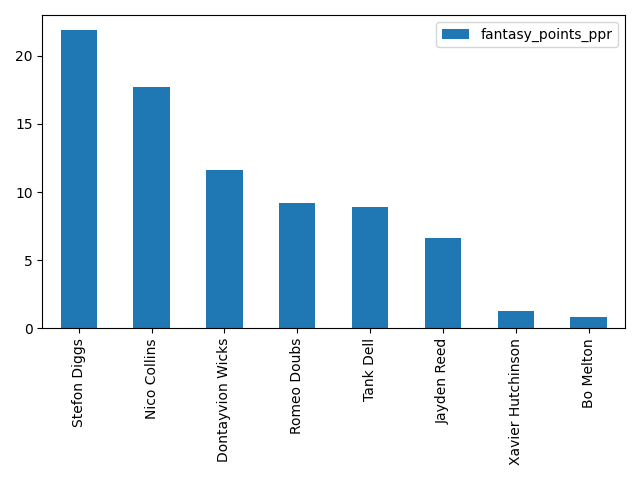 fantasy_points_ppr
20
15
10
5
0
Stefon Diggs
Nico Collins
Dontayvion Wicks
Romeo Doubs
Tank Dell
Jayden Reed
Xavier Hutchinson
Bo Melton